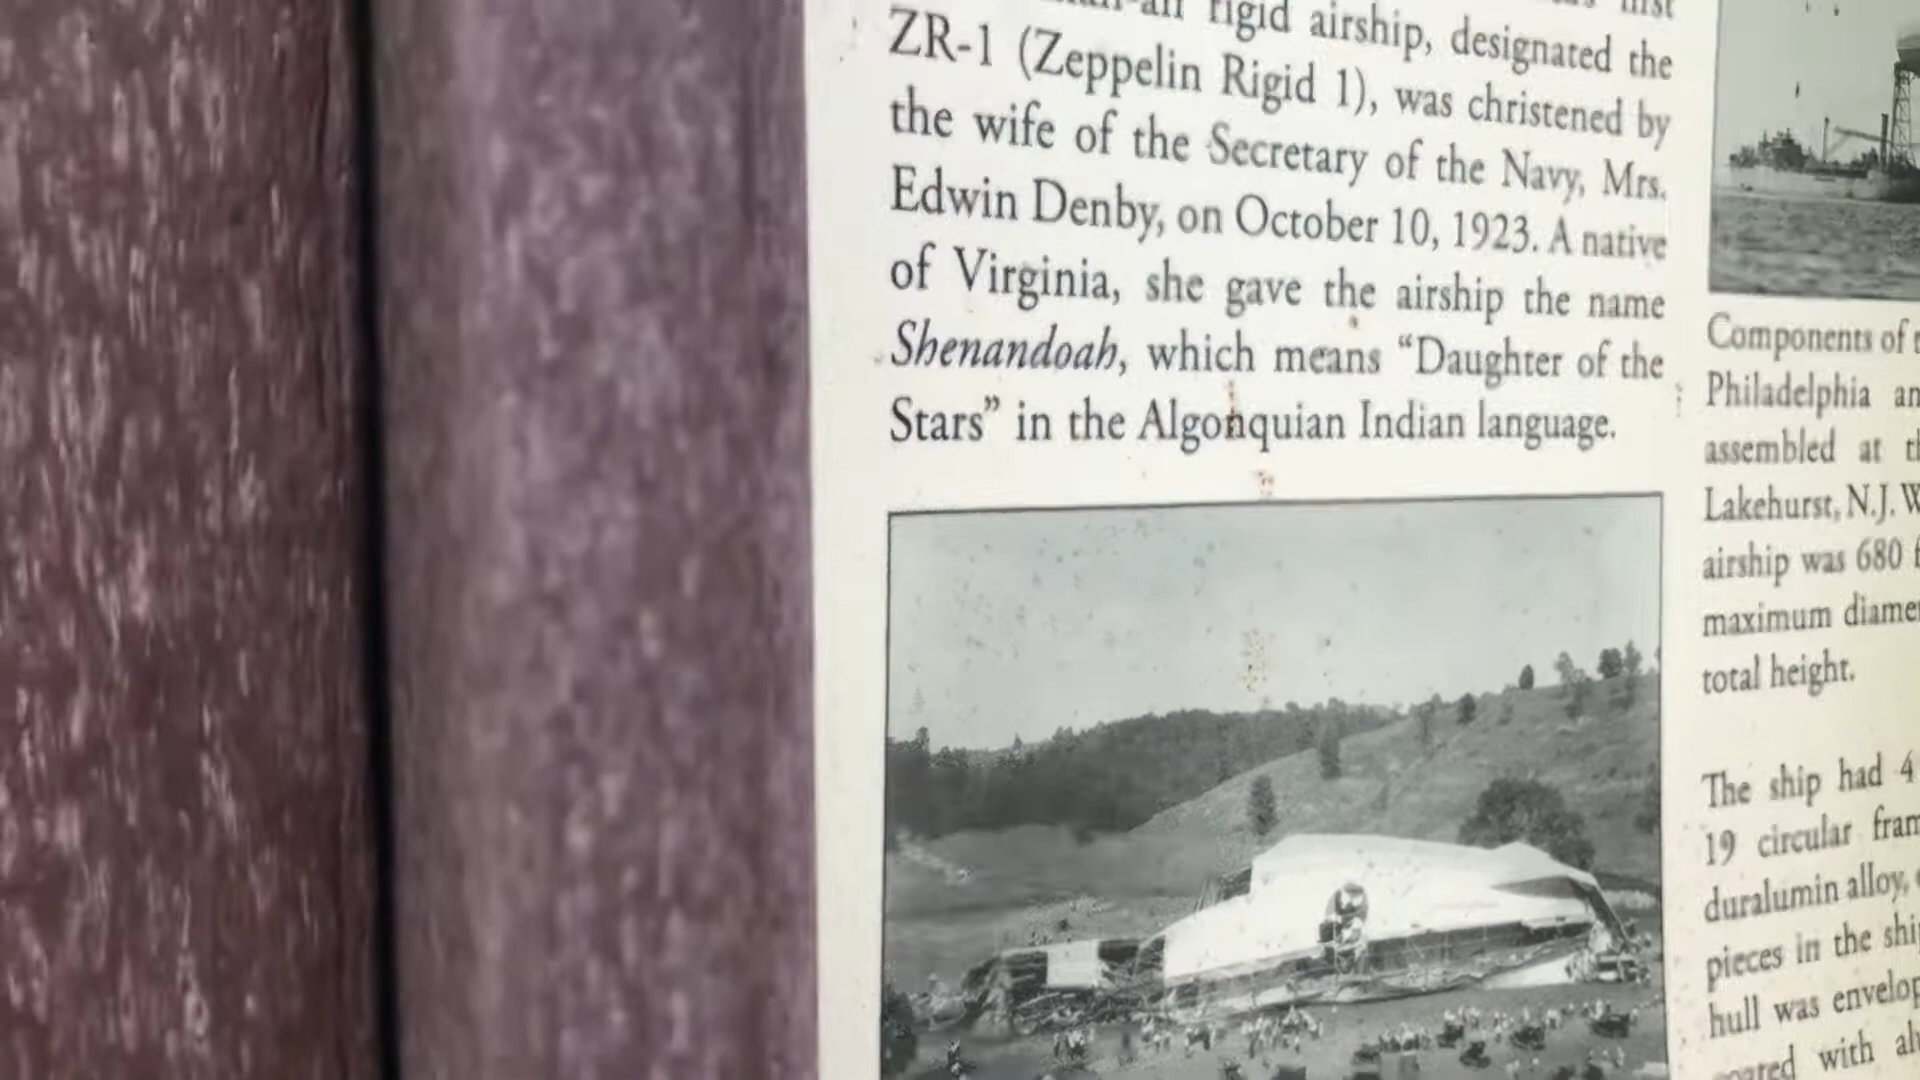 rigid airship, designated the
ZR-1 (Zeppelin Rigid 1), was christened by
the wife of the Secretary of the Navy, Mrs.
Edwin Denby, on October 10, 1923. A native
of Virginia, she gave the airship the name
Shenandoah, which means “Daughter of the
Stars” in the Algonquian Indian language.
Components of
Philadelphia
assembled at
Lakehurst, N.J.
airship was 680
maximum
total height.
The ship had 4
19 circular
duralumin alloy,
pieces in the
hull was
with